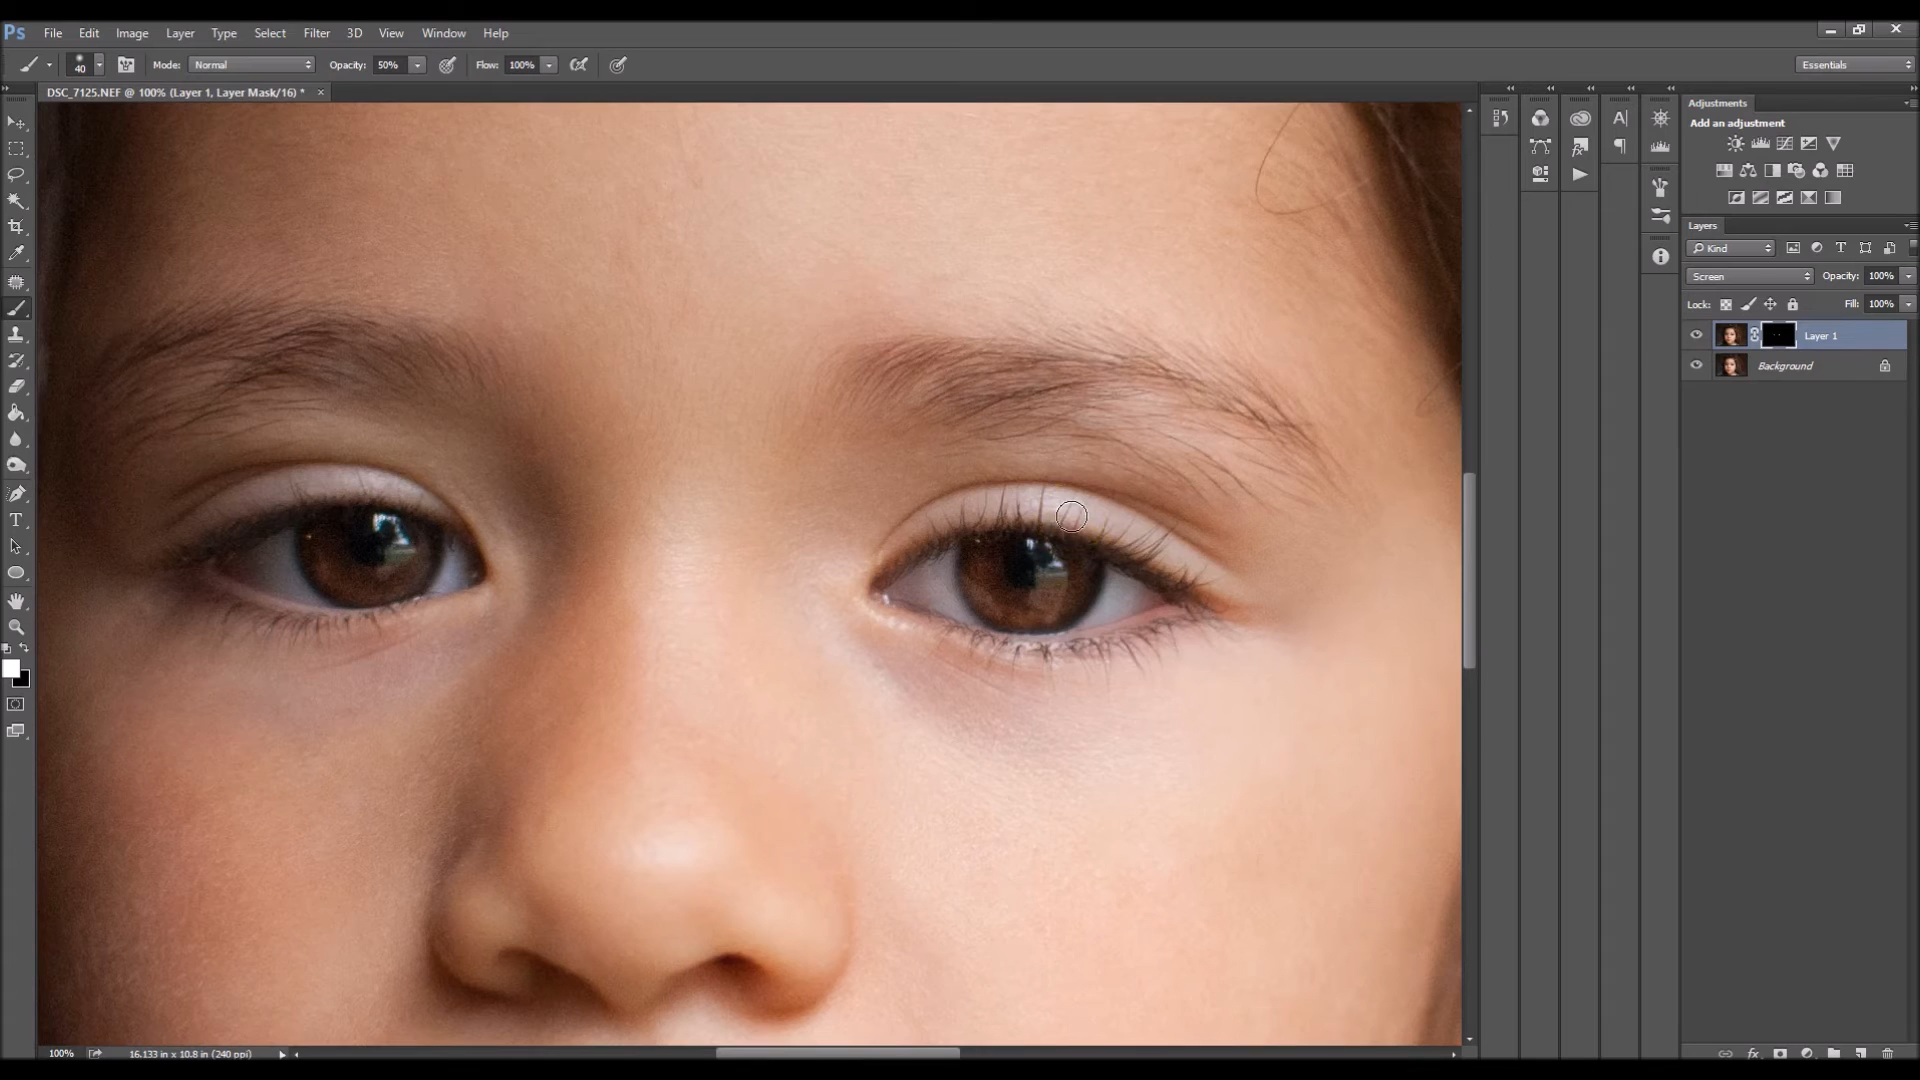 Ps File Edit Image Layer Type Select Filter 3D View Window Help
40 Mode: Normal Opacity: 50% Flow: 100% Essentials
DSC_7125.NEF @ 100% (Layer 1, Layer Mask/16) * ×
Adjustments
Add an adjustment
Layers
Kind
Screen Opacity: 100%
Lock: Fill: 100%
Layer 1
Background
100% 16.133 in x 10.8 in (240 ppi)